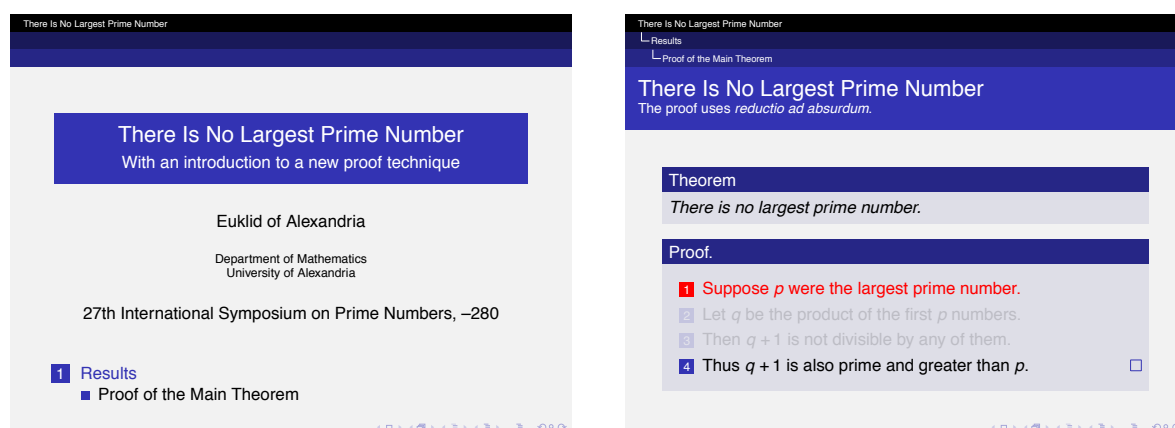 There Is No Largest Prime Number
There Is No Largest Prime Number
With an introduction to a new proof technique
Euklid of Alexandria
Department of Mathematics
University of Alexandria
27th International Symposium on Prime Numbers, –280
1 Results
Proof of the Main Theorem
There Is No Largest Prime Number
Results
Proof of the Main Theorem
There Is No Largest Prime Number
The proof uses reductio ad absurdum.
Theorem
There is no largest prime number.
Proof.
1 Suppose p were the largest prime number.
2 Let q be the product of the first p numbers.
3 Then q + 1 is not divisible by any of them.
4 Thus q + 1 is also prime and greater than p.